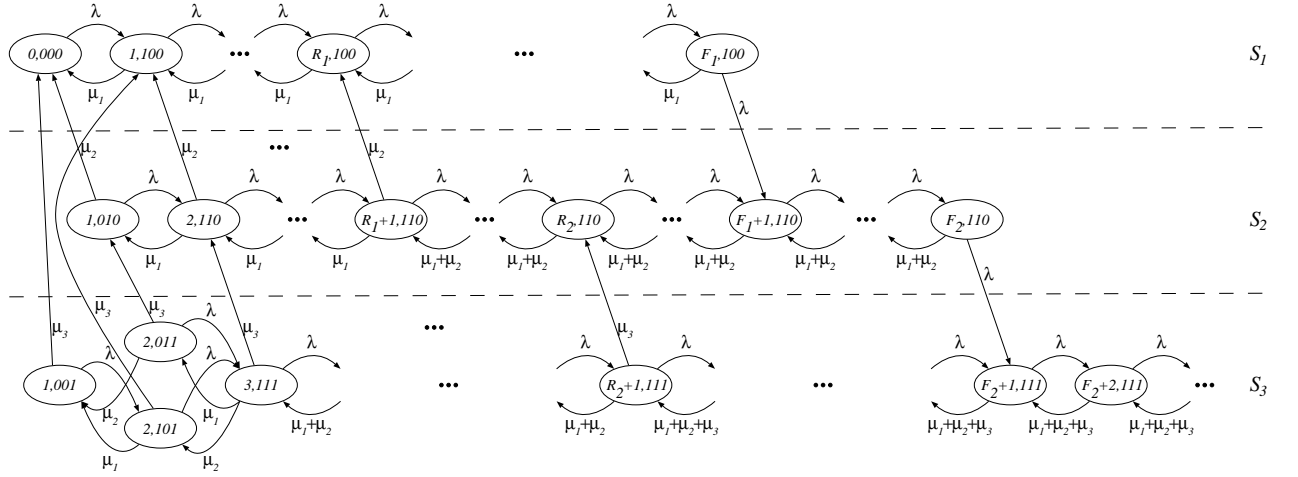 λ λ λ λ λ
0,000 1,100 ••• R₁,100 ••• F₁,100 S₁
μ₁ μ₁ μ₁ μ₁ μ₁
λ
μ₂ μ₂ ••• μ₂
λ λ λ λ λ λ λ λ λ
1,010 2,110 ••• R₁+1,110 ••• R₂,110 ••• F₁+1,110 ••• F₂,110 S₂
μ₁ μ₁ μ₁ μ₁+μ₂ μ₁+μ₂ μ₁+μ₂ μ₁+μ₂ μ₁+μ₂ μ₁+μ₂
λ
μ₃ μ₃ λ
μ₃ μ₃ ••• μ₃
2,011
λ λ λ λ λ λ λ λ
1,001 3,111 ••• R₂+1,111 ••• F₂+1,111 F₂+2,111 ••• S₃
μ₂ μ₁
2,101 μ₁+μ₂ μ₁+μ₂ μ₁+μ₂+μ₃ μ₁+μ₂+μ₃ μ₁+μ₂+μ₃ μ₁+μ₂+μ₃
μ₁ μ₂